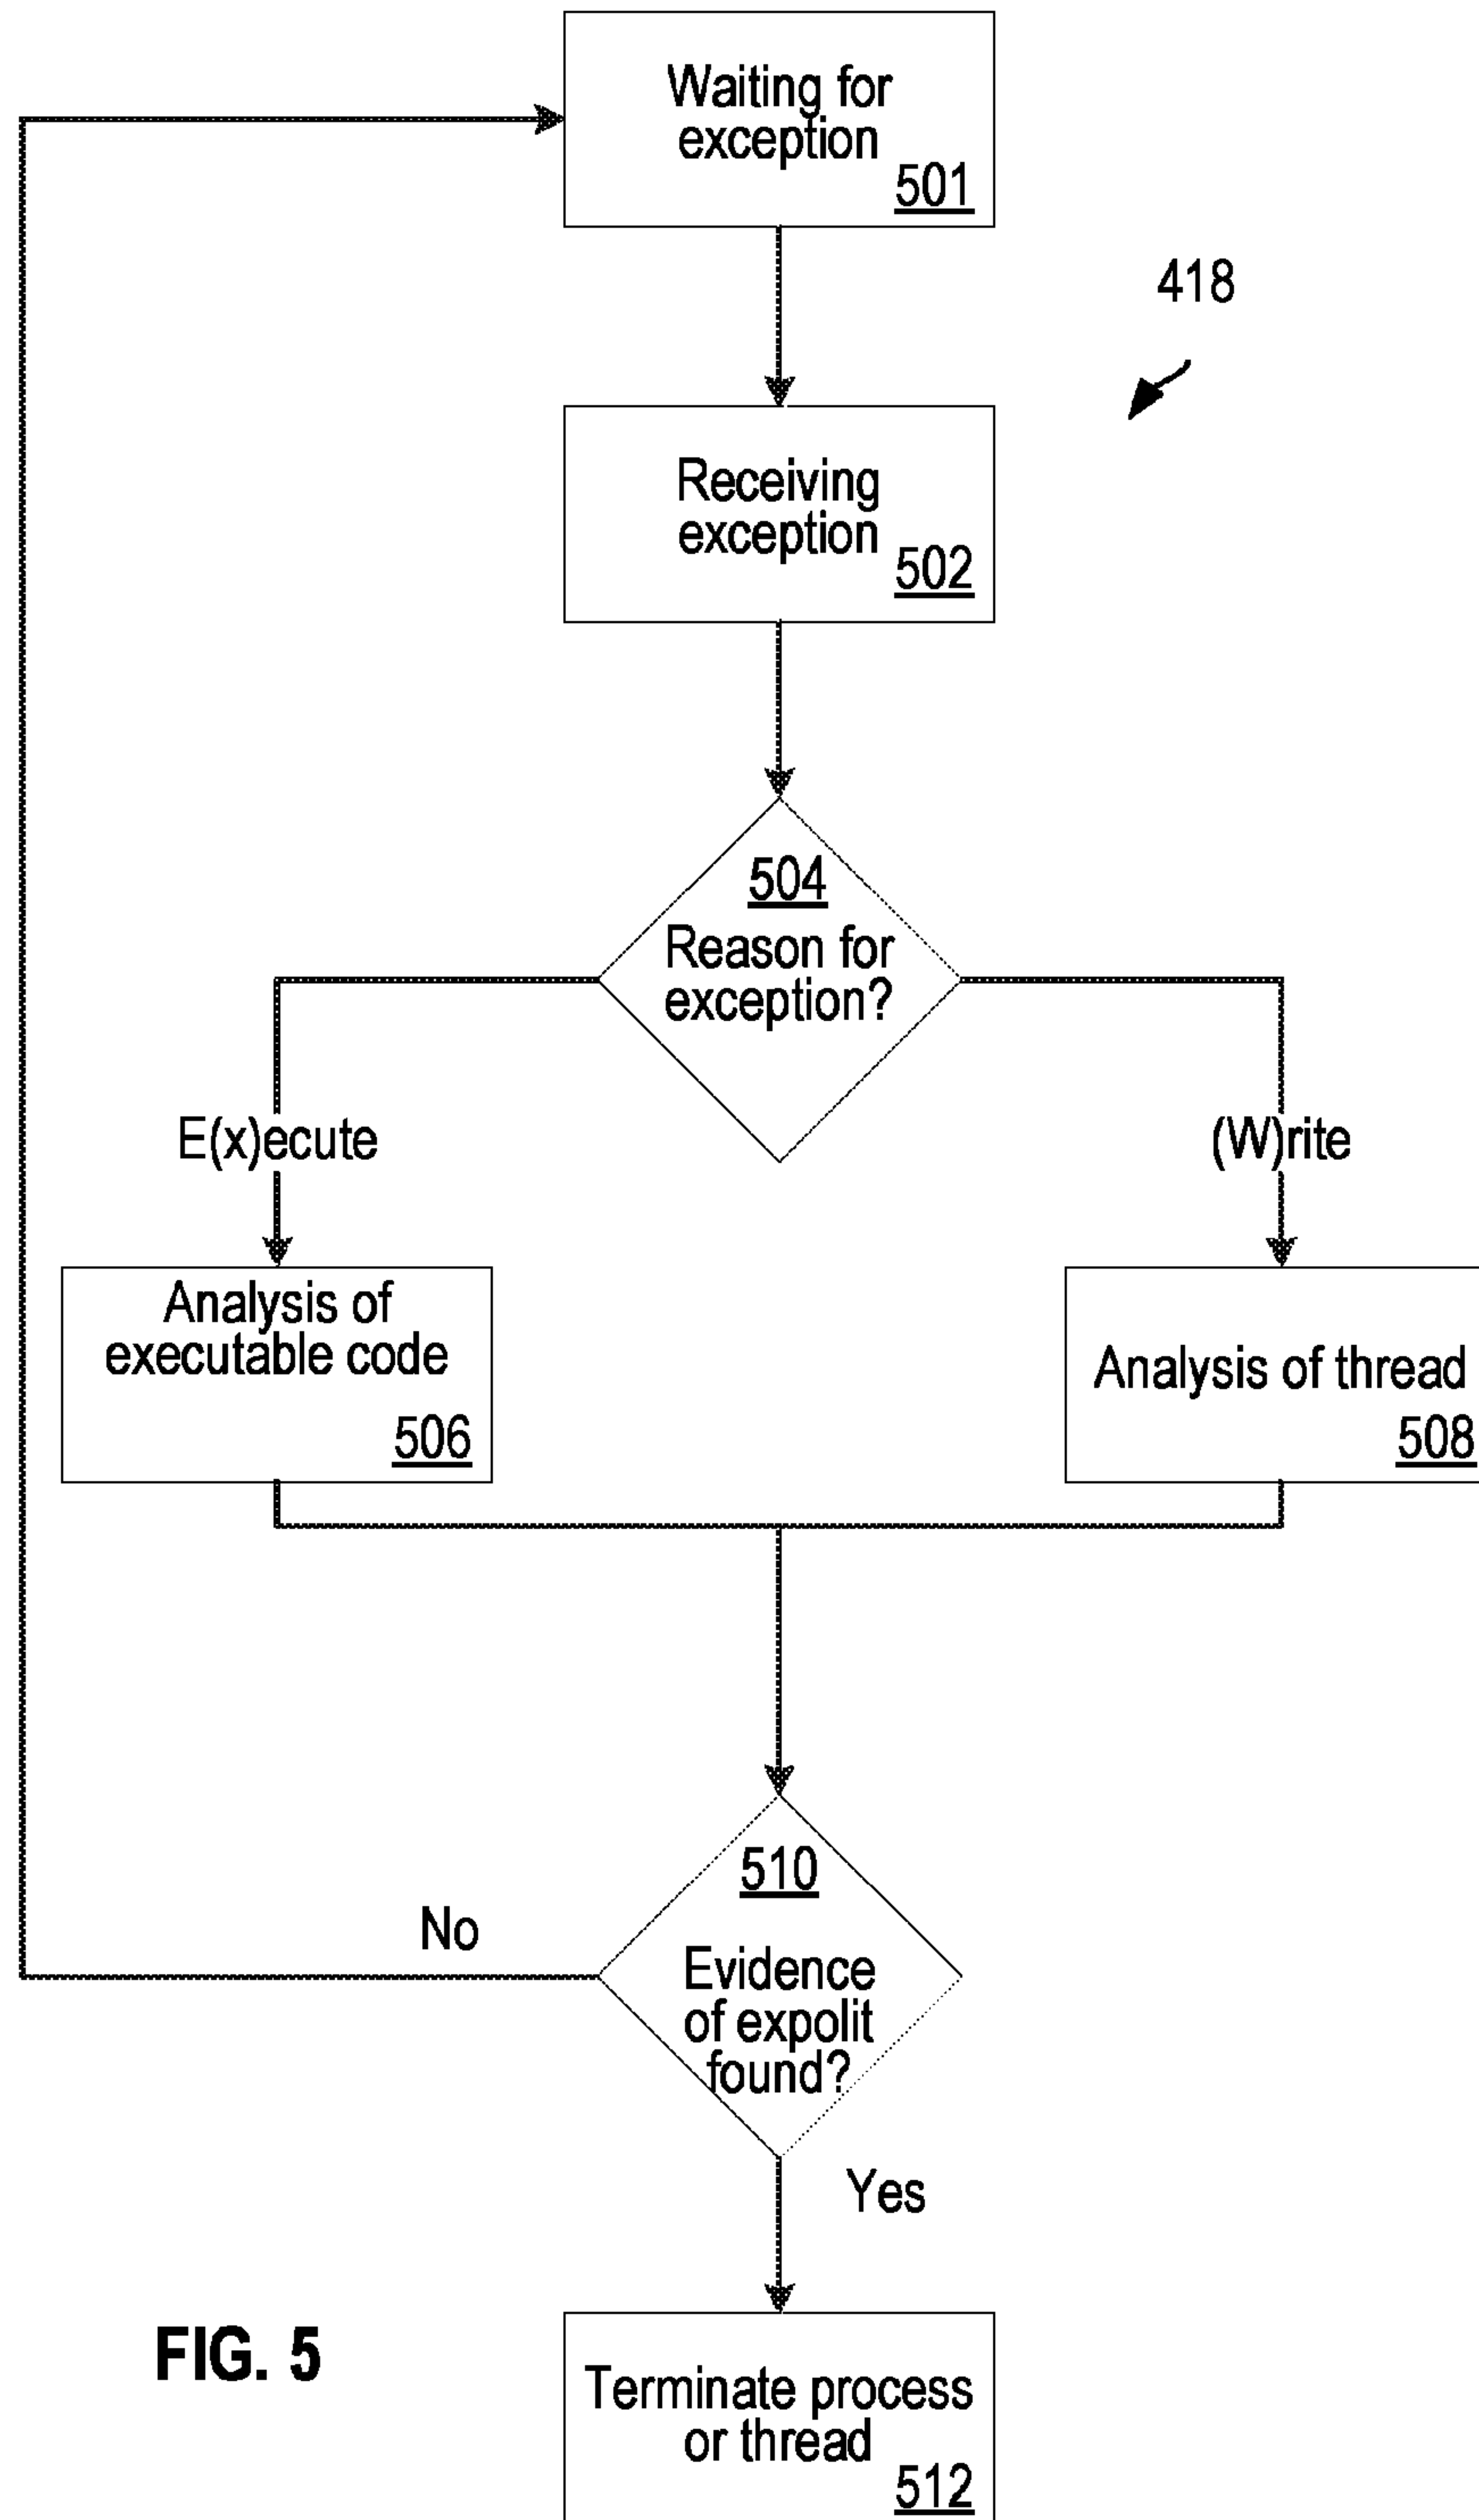 Waiting for
exception
501
418
Receiving
exception
502
504
Reason for
exception?
E(x)ecute
(W)rite
Analysis of
executable code
506
Analysis of thread
508
510
Evidence
of expolit
found?
No
Yes
Terminate process
or thread
512
FIG. 5